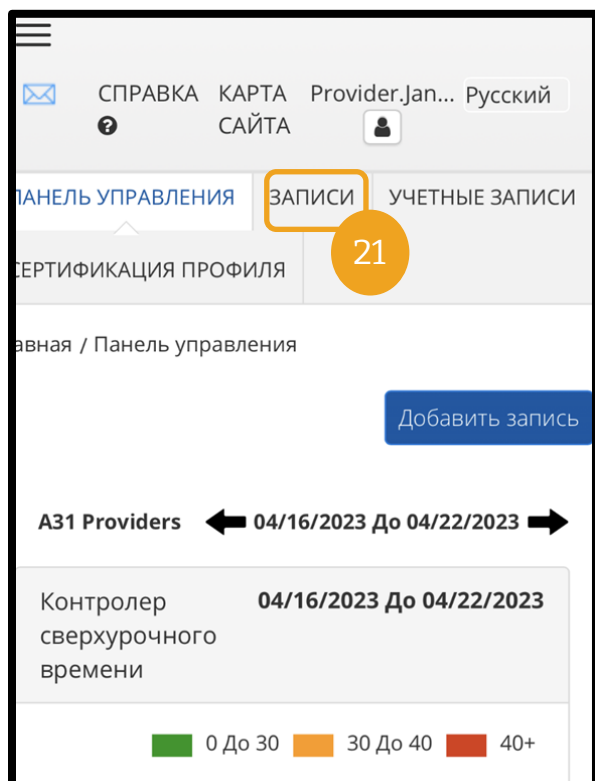 СПРАВКА КАРТА САЙТА Provider.Jan... Русский
ПАНЕЛЬ УПРАВЛЕНИЯ ЗАПИСИ УЧЕТНЫЕ ЗАПИСИ
21
СЕРТИФИКАЦИЯ ПРОФИЛЯ
авная / Панель управления
Добавить запись
A31 Providers 04/16/2023 До 04/22/2023
Контролер сверхурочного времени 04/16/2023 До 04/22/2023
0 До 30 30 До 40 40+